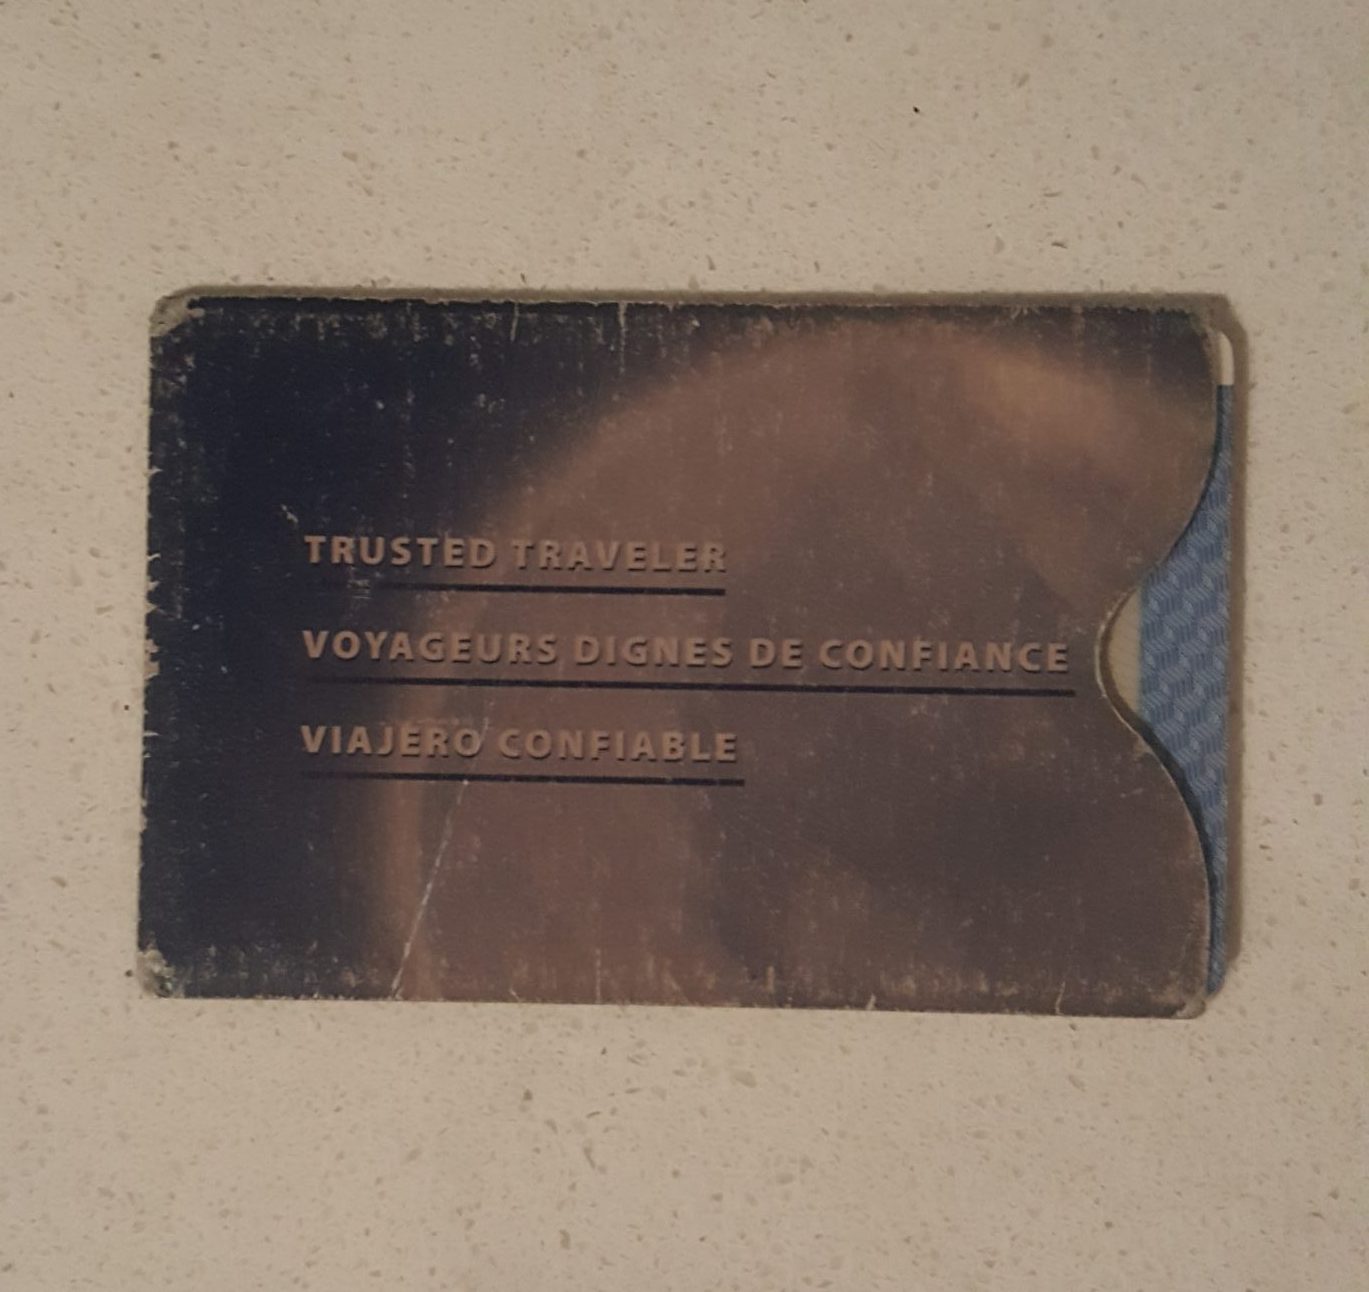 TRUSTED TRAVELER
VOYAGEURS DIGNES DE CONFIANCE
VIAJERO CONFIABLE